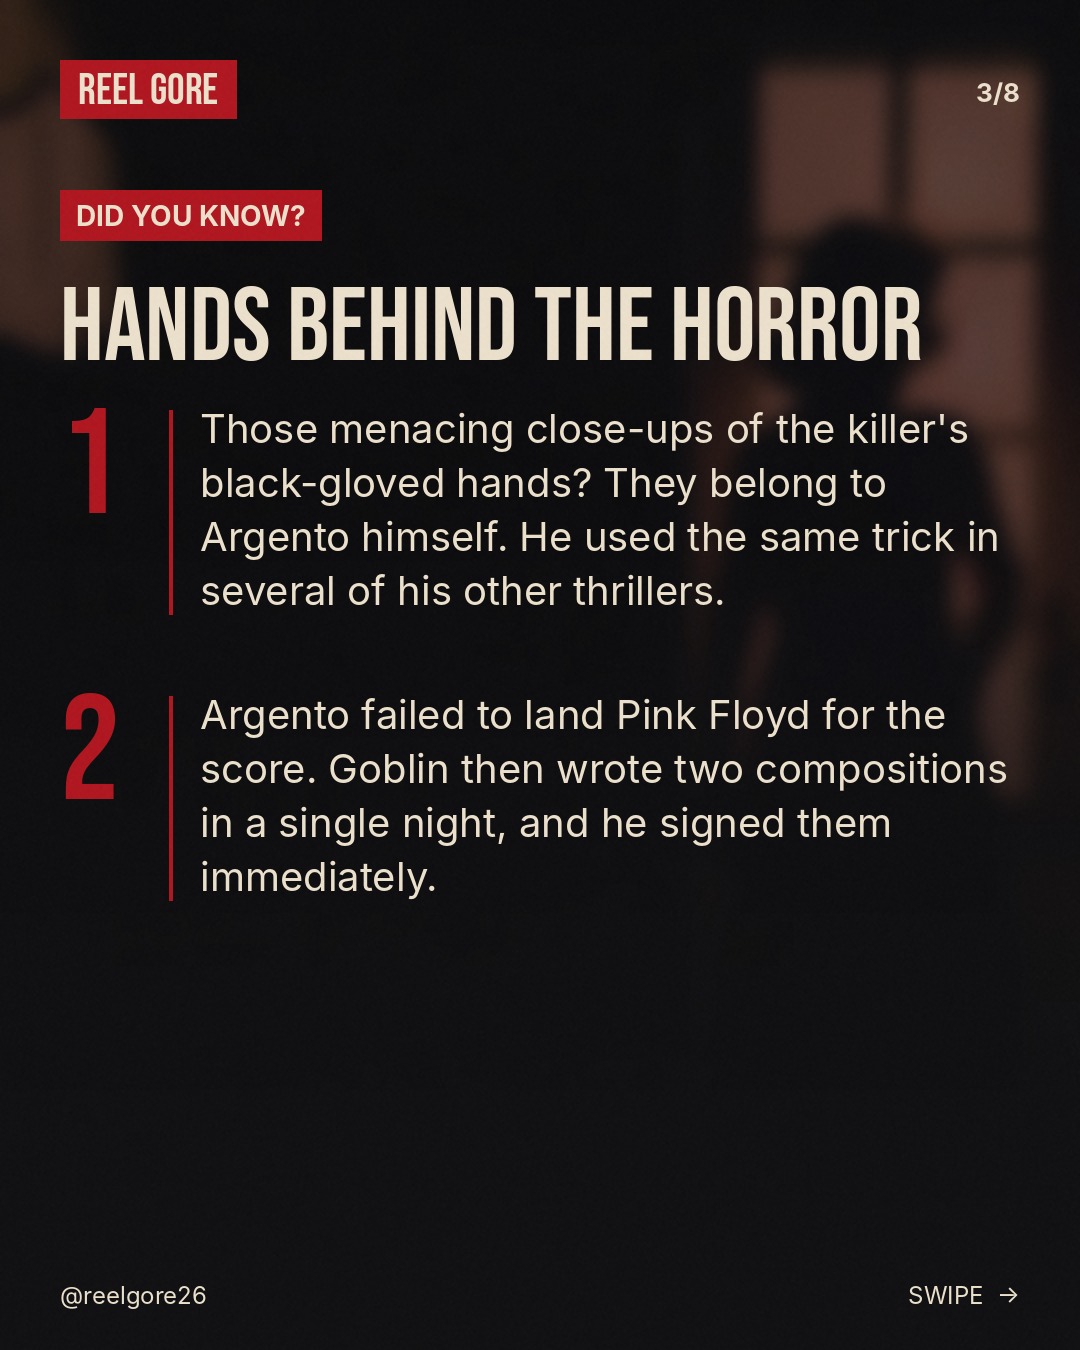 REEL GORE
3/8
DID YOU KNOW?
HANDS BEHIND THE HORROR
1
Those menacing close-ups of the killer's
black-gloved hands? They belong to
Argento himself. He used the same trick in
several of his other thrillers.
2
Argento failed to land Pink Floyd for the
score. Goblin then wrote two compositions
in a single night, and he signed them
immediately.
@reelgore26
SWIPE →